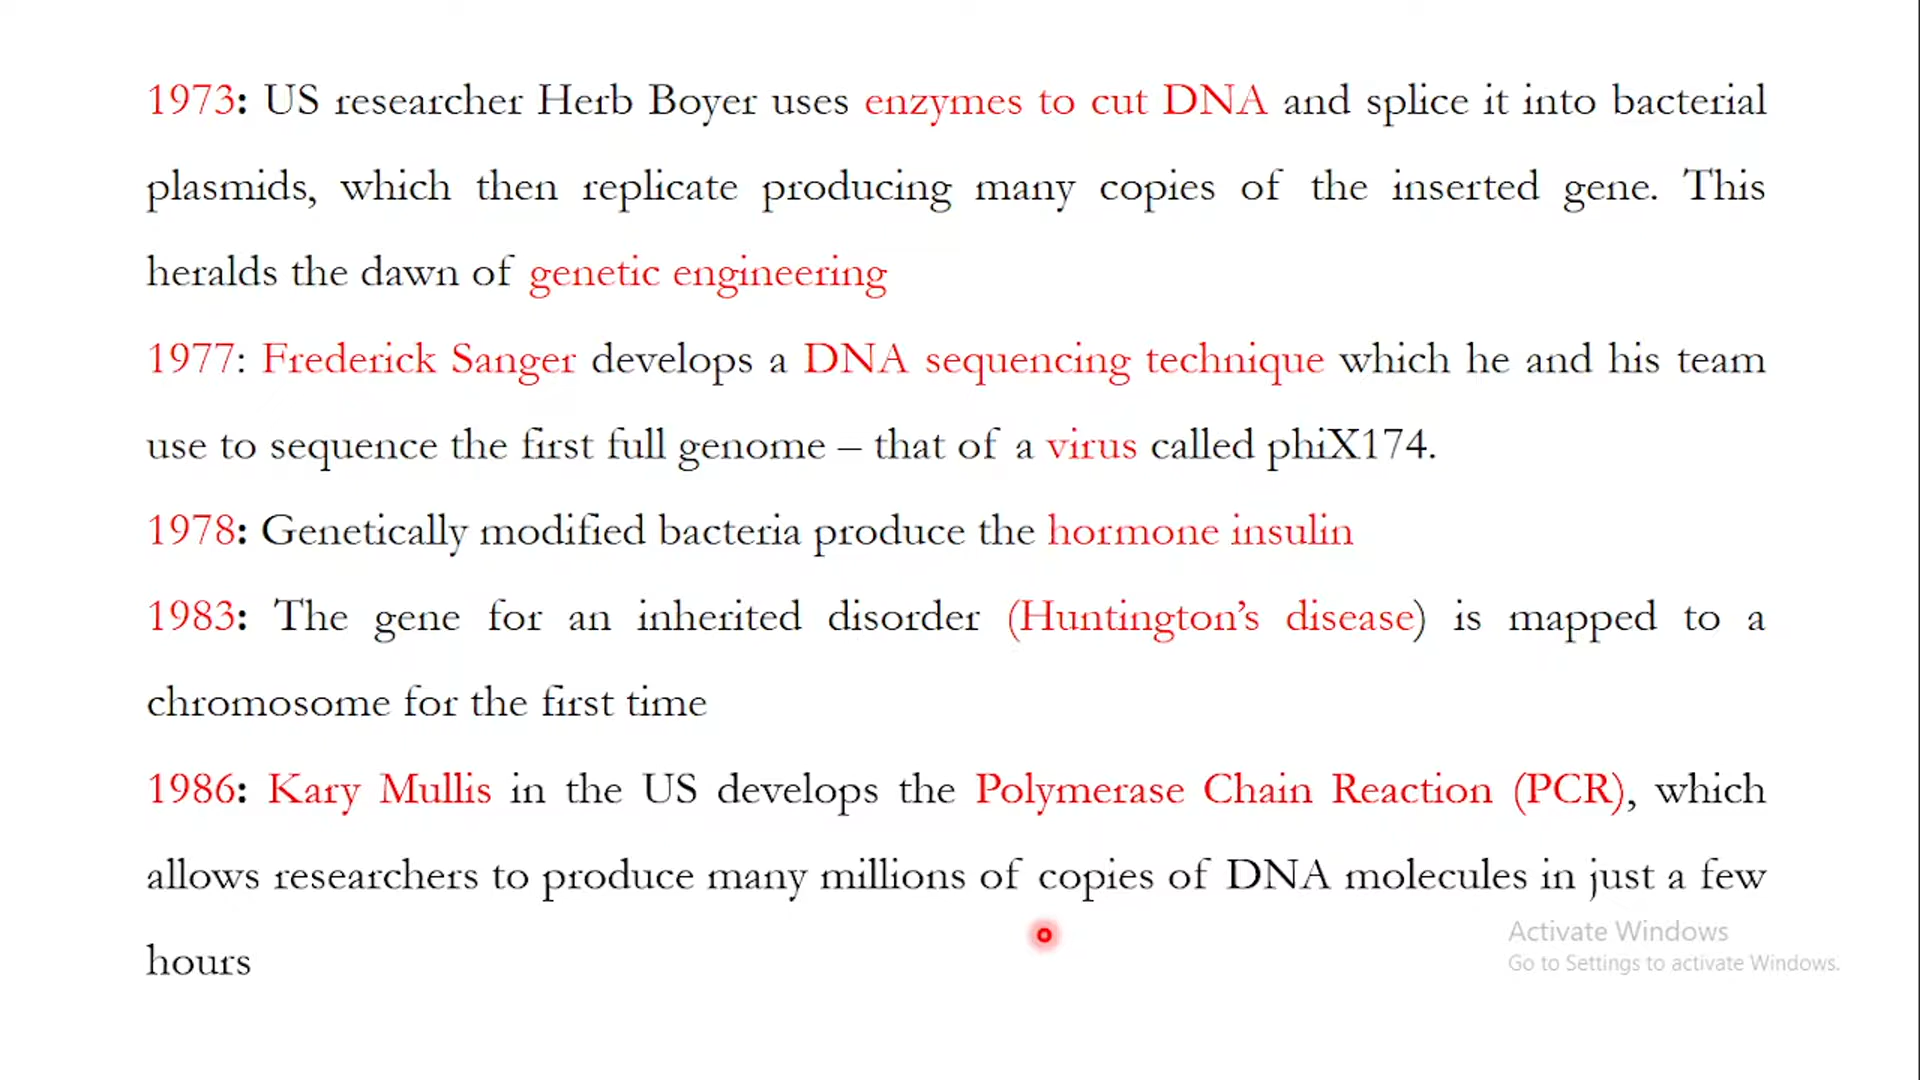 1973: US researcher Herb Boyer uses enzymes to cut DNA and splice it into bacterial
plasmids, which then replicate producing many copies of the inserted gene. This
heralds the dawn of genetic engineering
1977: Frederick Sanger develops a DNA sequencing technique which he and his team
use to sequence the first full genome – that of a virus called phiX174.
1978: Genetically modified bacteria produce the hormone insulin
1983: The gene for an inherited disorder (Huntington’s disease) is mapped to a
chromosome for the first time
1986: Kary Mullis in the US develops the Polymerase Chain Reaction (PCR), which
allows researchers to produce many millions of copies of DNA molecules in just a few
hours
Activate Windows
Go to Settings to activate Windows.